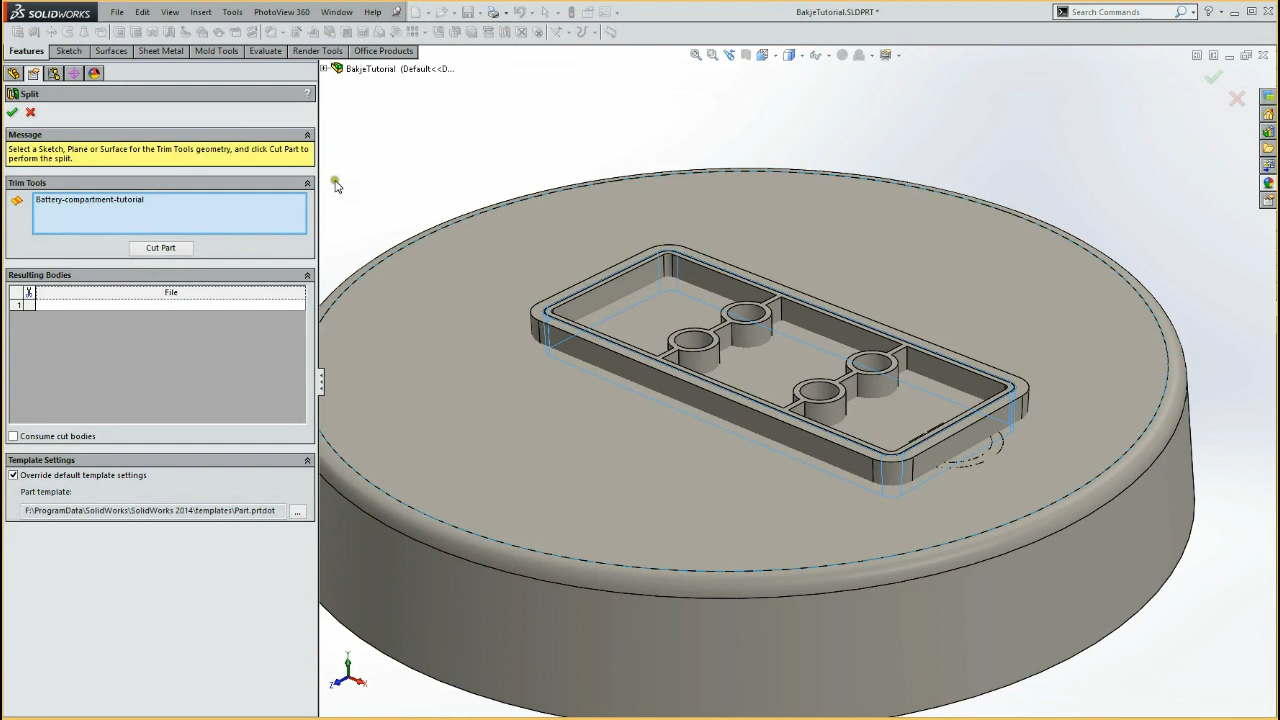 SOLIDWORKS File Edit View Insert Tools PhotoView 360 Window Help BakjeTutorial.SLDPRT * Search Commands ?
Features Sketch Surfaces Sheet Metal Mold Tools Evaluate Render Tools Office Products
BakjeTutorial (Default<<D...
Split ?
Message
Select a Sketch, Plane or Surface for the Trim Tools geometry, and click Cut Part to
perform the split.
Trim Tools
Battery-compartment-tutorial
Cut Part
Resulting Bodies
File
1
Consume cut bodies
Template Settings
Override default template settings
Part template:
F:\ProgramData\SolidWorks\SolidWorks 2014\templates\Part.prtdot ...
Y
Z X